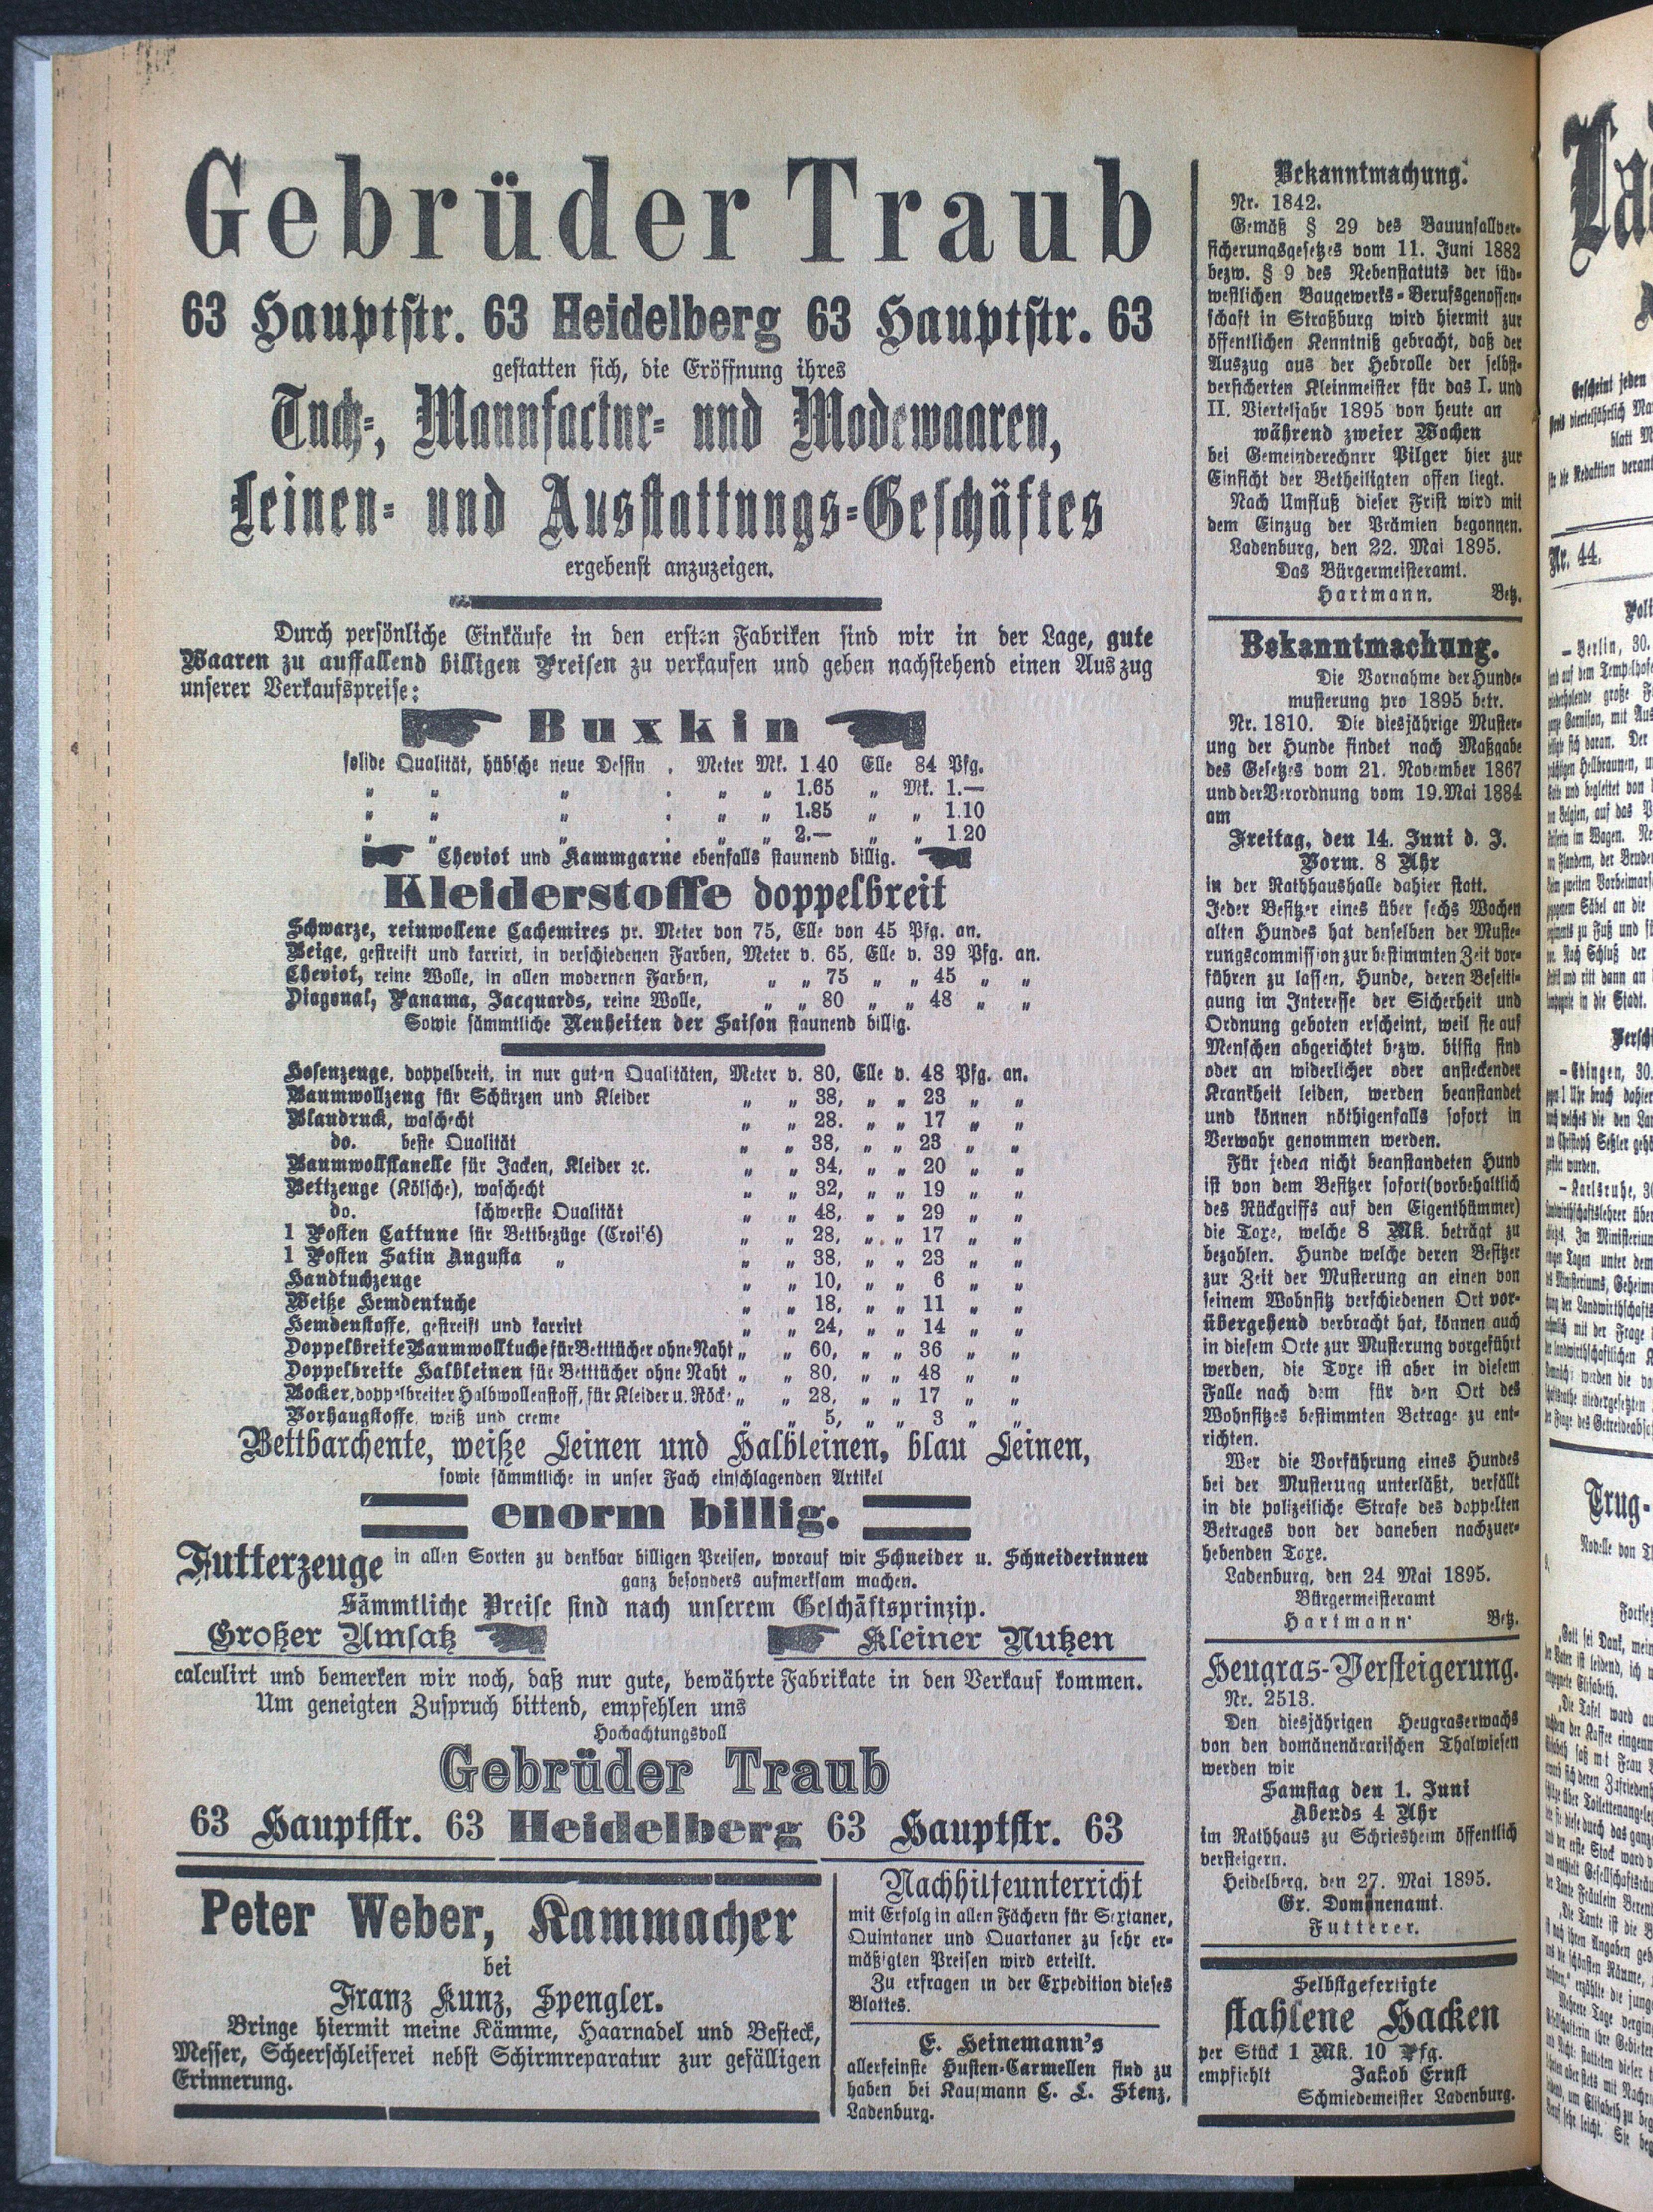 Gebrüder Traub
63 Hauptstr. 63 Heidelberg 63 Hauptstr. 63
gestatten sich, die Eröffnung ihres
Tuch-, Manufactur- und Modewaaren,
Leinen- und Ausstattungs-Geschäftes
ergebenst anzuzeigen.
Durch persönliche Einkäufe in den ersten Fabriken sind wir in der Lage, gute
Waaren zu auffallend billigen Preisen zu verkaufen und geben nachstehend einen Auszug
unserer Verkaufspreise:
Buxkin
solide Qualität, hübsche neue Dessin . Meter Mk. 1.40 Elle 84 Pfg.
„ „ „ . „ „ 1.65 „ Mk. 1.—
„ „ „ . „ „ 1.85 „ „ 1.10
„ „ „ . „ „ 2.— „ „ 1.20
Cheviot und Kammgarne ebenfalls staunend billig.
Kleiderstoffe doppelbreit
Schwarze, reinwollene Cachemires pr. Meter von 75, Elle von 45 Pfg. an.
Beige, gestreift und karrirt, in verschiedenen Farben, Meter v. 65, Elle v. 39 Pfg. an.
Cheviot, reine Wolle, in allen modernen Farben, „ „ 75 „ „ 45 „ „
Diagonal, Panama, Jacquards, reine Wolle, „ „ 80 „ „ 48 „ „
Sowie sämmtliche Neuheiten der Saison staunend billig.
Hosenzeuge, doppelbreit, in nur guten Qualitäten, Meter v. 80, Elle v. 48 Pfg. an.
Baumwollzeug für Schürzen und Kleider „ „ 38, „ „ 23 „ „
Blaudruck, waschecht „ „ 28. „ „ 17 „ „
do. beste Qualität „ „ 38, „ „ 23 „ „
Baumwollflanelle für Jacken, Kleider ꝛc. „ „ 34, „ „ 20 „ „
Bettzeuge (Kölsche), waschecht „ „ 32, „ „ 19 „ „
do. schwerste Qualität „ „ 48, „ „ 29 „ „
1 Posten Cattune für Bettbezüge (Croisé) „ „ 28, „ „ 17 „ „
1 Posten Satin Augusta „ „ „ 38, „ „ 23 „ „
Handtuchzeuge „ „ 10, „ „ 6 „ „
Weiße Hemdentuche „ „ 18, „ „ 11 „ „
Hemdenstoffe, gestreift und karrirt „ „ 24, „ „ 14 „ „
Doppelbreite Baumwolltuche für Betttücher ohne Naht „ „ 60, „ „ 36 „ „
Doppelbreite Halbleinen für Betttücher ohne Naht „ „ 80, „ „ 48 „ „
Bocker, doppelbreiter Halbwollenstoff, für Kleider u. Röcke „ „ 28, „ „ 17 „ „
Vorhangstoffe, weiß und creme „ „ 5, „ „ 3 „ „
Bettbarchente, weiße Leinen und Halbleinen, blau Leinen,
sowie sämmtliche in unser Fach einschlagenden Artikel
enorm billig.
Futterzeuge in allen Sorten zu denkbar billigen Preisen, worauf wir Schneider u. Schneiderinnen
ganz besonders aufmerksam machen.
Sämmtliche Preise sind nach unserem Geschäftsprinzip.
Großer Umsatz Kleiner Nutzen
calculirt und bemerken wir noch, daß nur gute, bewährte Fabrikate in den Verkauf kommen.
Um geneigten Zuspruch bittend, empfehlen uns
Hochachtungsvoll
Gebrüder Traub
63 Hauptstr. 63 Heidelberg 63 Hauptstr. 63
Peter Weber, Kammacher
bei
Franz Kunz, Spengler.
Bringe hiermit meine Kämme, Haarnadel und Besteck,
Messer, Scheerschleiferei nebst Schirmreparatur zur gefälligen
Erinnerung.
Nachhilfeunterricht
mit Erfolg in allen Fächern für Sextaner,
Quintaner und Quartaner zu sehr er-
mäßigten Preisen wird erteilt.
Zu erfragen in der Expedition dieses
Blattes.
E. Heinemann's
allerfeinste Husten-Carmellen sind zu
haben bei Kaufmann C. L. Stenz,
Ladenburg.
Bekanntmachung.
Nr. 1842.
Gemäß § 29 des Bauunfallver-
sicherungsgesetzes vom 11. Juni 1882
bezw. § 9 des Nebenstatuts der süd-
westlichen Baugewerks-Berufsgenossen-
schaft in Straßburg wird hiermit zur
öffentlichen Kenntniß gebracht, daß der
Auszug aus der Hebrolle der selbst-
versicherten Kleinmeister für das I. und
II. Vierteljahr 1895 von heute an
während zweier Wochen
bei Gemeinderechner Pilger hier zur
Einsicht der Betheiligten offen liegt.
Nach Umfluß dieser Frist wird mit
dem Einzug der Prämien begonnen.
Ladenburg, den 22. Mai 1895.
Das Bürgermeisteramt.
Hartmann. Betz.
Bekanntmachung.
Die Vornahme der Hunde-
musterung pro 1895 betr.
Nr. 1810. Die diesjährige Muster-
ung der Hunde findet nach Maßgabe
des Gesetzes vom 21. November 1867
und der Verordnung vom 19. Mai 1884
am
Freitag, den 14. Juni d. J.
Vorm. 8 Uhr
in der Rathhaushalle dahier statt.
Jeder Besitzer eines über sechs Wochen
alten Hundes hat denselben der Muste-
rungscommission zur bestimmten Zeit vor-
führen zu lassen, Hunde, deren Beseiti-
gung im Interesse der Sicherheit und
Ordnung geboten erscheint, weil sie auf
Menschen abgerichtet bezw. bissig sind
oder an widerlicher oder ansteckender
Krankheit leiden, werden beanstandet
und können nöthigenfalls sofort in
Verwahr genommen werden.
Für jeden nicht beanstandeten Hund
ist von dem Besitzer sofort (vorbehaltlich
des Rückgriffs auf den Eigenthümmer)
die Taxe, welche 8 Mk. beträgt zu
bezahlen. Hunde welche deren Besitzer
zur Zeit der Musterung an einen von
seinem Wohnsitz verschiedenen Ort vor-
übergehend verbracht hat, können auch
in diesem Orte zur Musterung vorgeführt
werden, die Taxe ist aber in diesem
Falle nach dem für den Ort des
Wohnsitzes bestimmten Betrage zu ent-
richten.
Wer die Vorführung eines Hundes
bei der Musterung unterläßt, verfällt
in die polizeiliche Strafe des doppelten
Betrages von der daneben nachzuer-
hebenden Taxe.
Ladenburg, den 24 Mai 1895.
Bürgermeisteramt
Hartmann Betz.
Heugras-Versteigerung.
Nr. 2513.
Den diesjährigen Heugraserwachs
von den domänenärarischen Thalwiesen
werden wir
Samstag den 1. Juni
Abends 4 Uhr
im Rathhaus zu Schriesheim öffentlich
versteigern.
Heidelberg, den 27. Mai 1895.
Gr. Domänenamt.
Futterer.
Selbstgefertigte
stahlene Hacken
per Stück 1 Mk. 10 Pfg.
empfiehlt Jakob Ernst
Schmiedemeister Ladenburg.
Erscheint jeden
Nr. 44.
— Berlin, 30.
— Edingen, 30.
— Karlsruhe, 30
Trug-
Novelle von